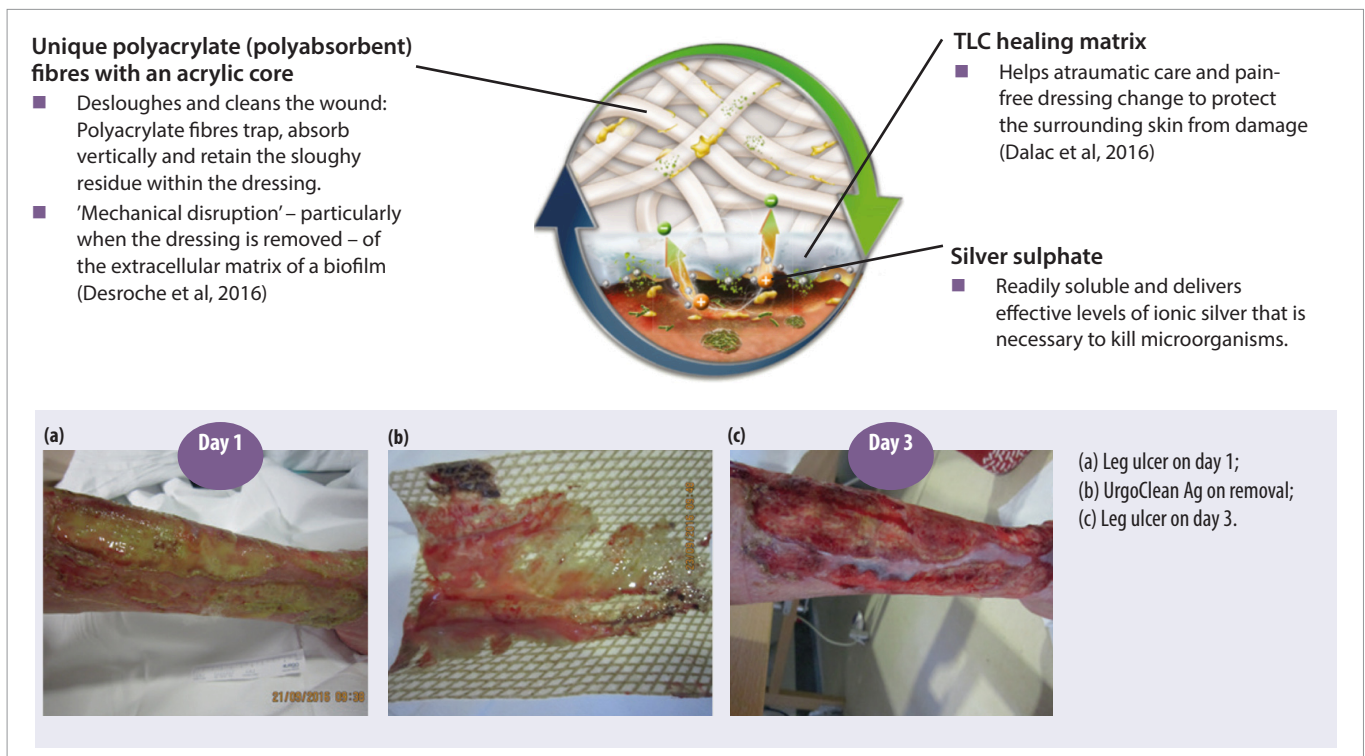 Unique polyacrylate (polyabsorbent)
fibres with an acrylic core
Desloughes and cleans the wound:
Polyacrylate fibres trap, absorb
vertically and retain the sloughy
residue within the dressing.
'Mechanical disruption' – particularly
when the dressing is removed – of
the extracellular matrix of a biofilm
(Desroche et al, 2016)
TLC healing matrix
Helps atraumatic care and pain-
free dressing change to protect
the surrounding skin from damage
(Dalac et al, 2016)
Silver sulphate
Readily soluble and delivers
effective levels of ionic silver that is
necessary to kill microorganisms.
(a)
Day 1
21/09/2016
(b)
(c)
Day 3
(a) Leg ulcer on day 1;
(b) UrgoClean Ag on removal;
(c) Leg ulcer on day 3.